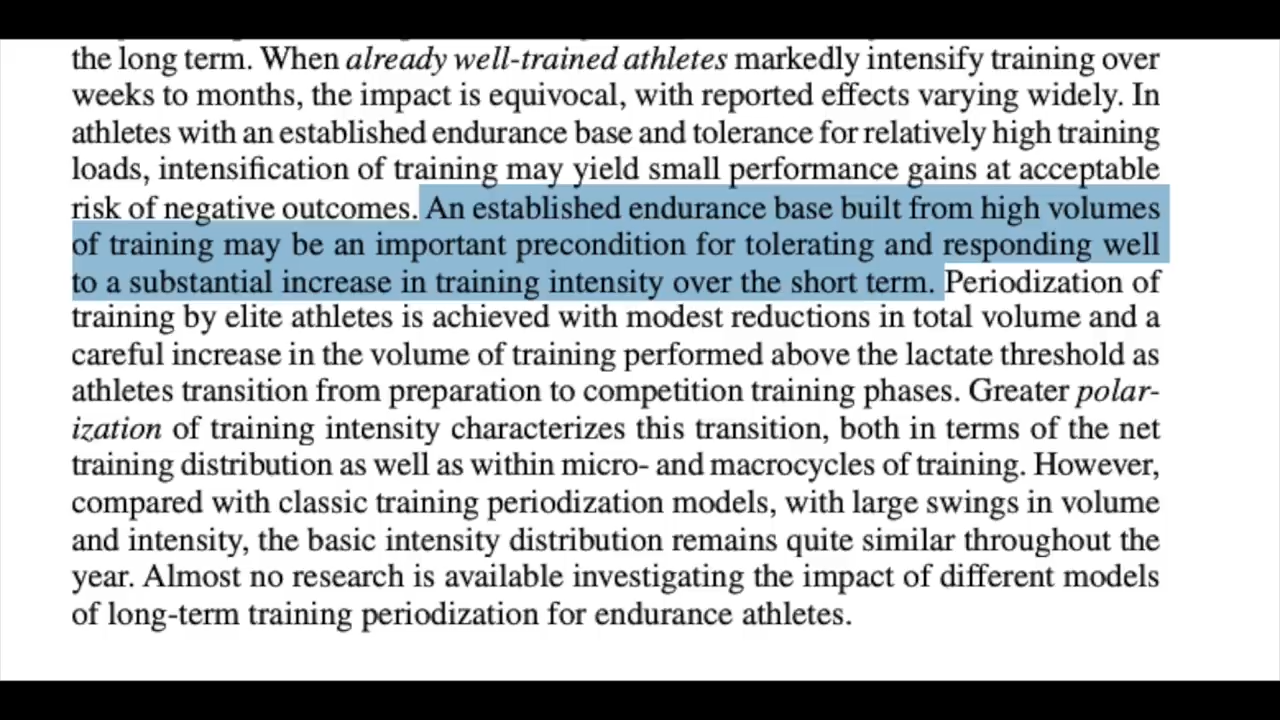 the long term. When already well-trained athletes markedly intensify training over
weeks to months, the impact is equivocal, with reported effects varying widely. In
athletes with an established endurance base and tolerance for relatively high training
loads, intensification of training may yield small performance gains at acceptable
risk of negative outcomes. An established endurance base built from high volumes
of training may be an important precondition for tolerating and responding well
to a substantial increase in training intensity over the short term. Periodization of
training by elite athletes is achieved with modest reductions in total volume and a
careful increase in the volume of training performed above the lactate threshold as
athletes transition from preparation to competition training phases. Greater polar-
ization of training intensity characterizes this transition, both in terms of the net
training distribution as well as within micro- and macrocycles of training. However,
compared with classic training periodization models, with large swings in volume
and intensity, the basic intensity distribution remains quite similar throughout the
year. Almost no research is available investigating the impact of different models
of long-term training periodization for endurance athletes.